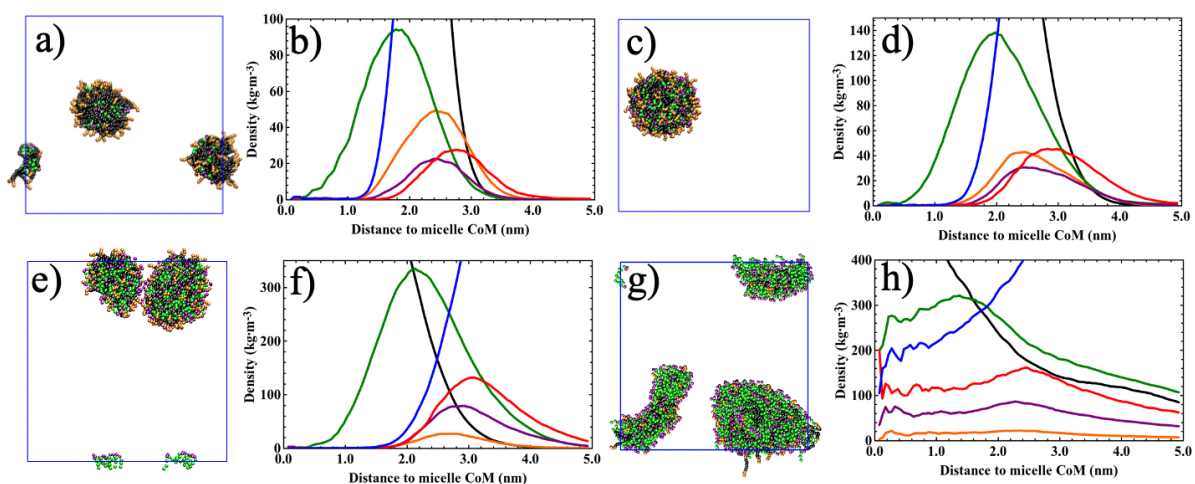 a)
b)
Density (kg·m-3)
100
80
60
40
20
0
0.0 1.0 2.0 3.0 4.0 5.0
Distance to micelle CoM (nm)
c)
d)
Density (kg·m-3)
140
120
100
80
60
40
20
0
0.0 1.0 2.0 3.0 4.0 5.0
Distance to micelle CoM (nm)
e)
f)
Density (kg·m-3)
300
200
100
0
0.0 1.0 2.0 3.0 4.0 5.0
Distance to micelle CoM (nm)
g)
h)
Density (kg·m-3)
400
300
200
100
0
0.0 1.0 2.0 3.0 4.0 5.0
Distance to micelle CoM (nm)